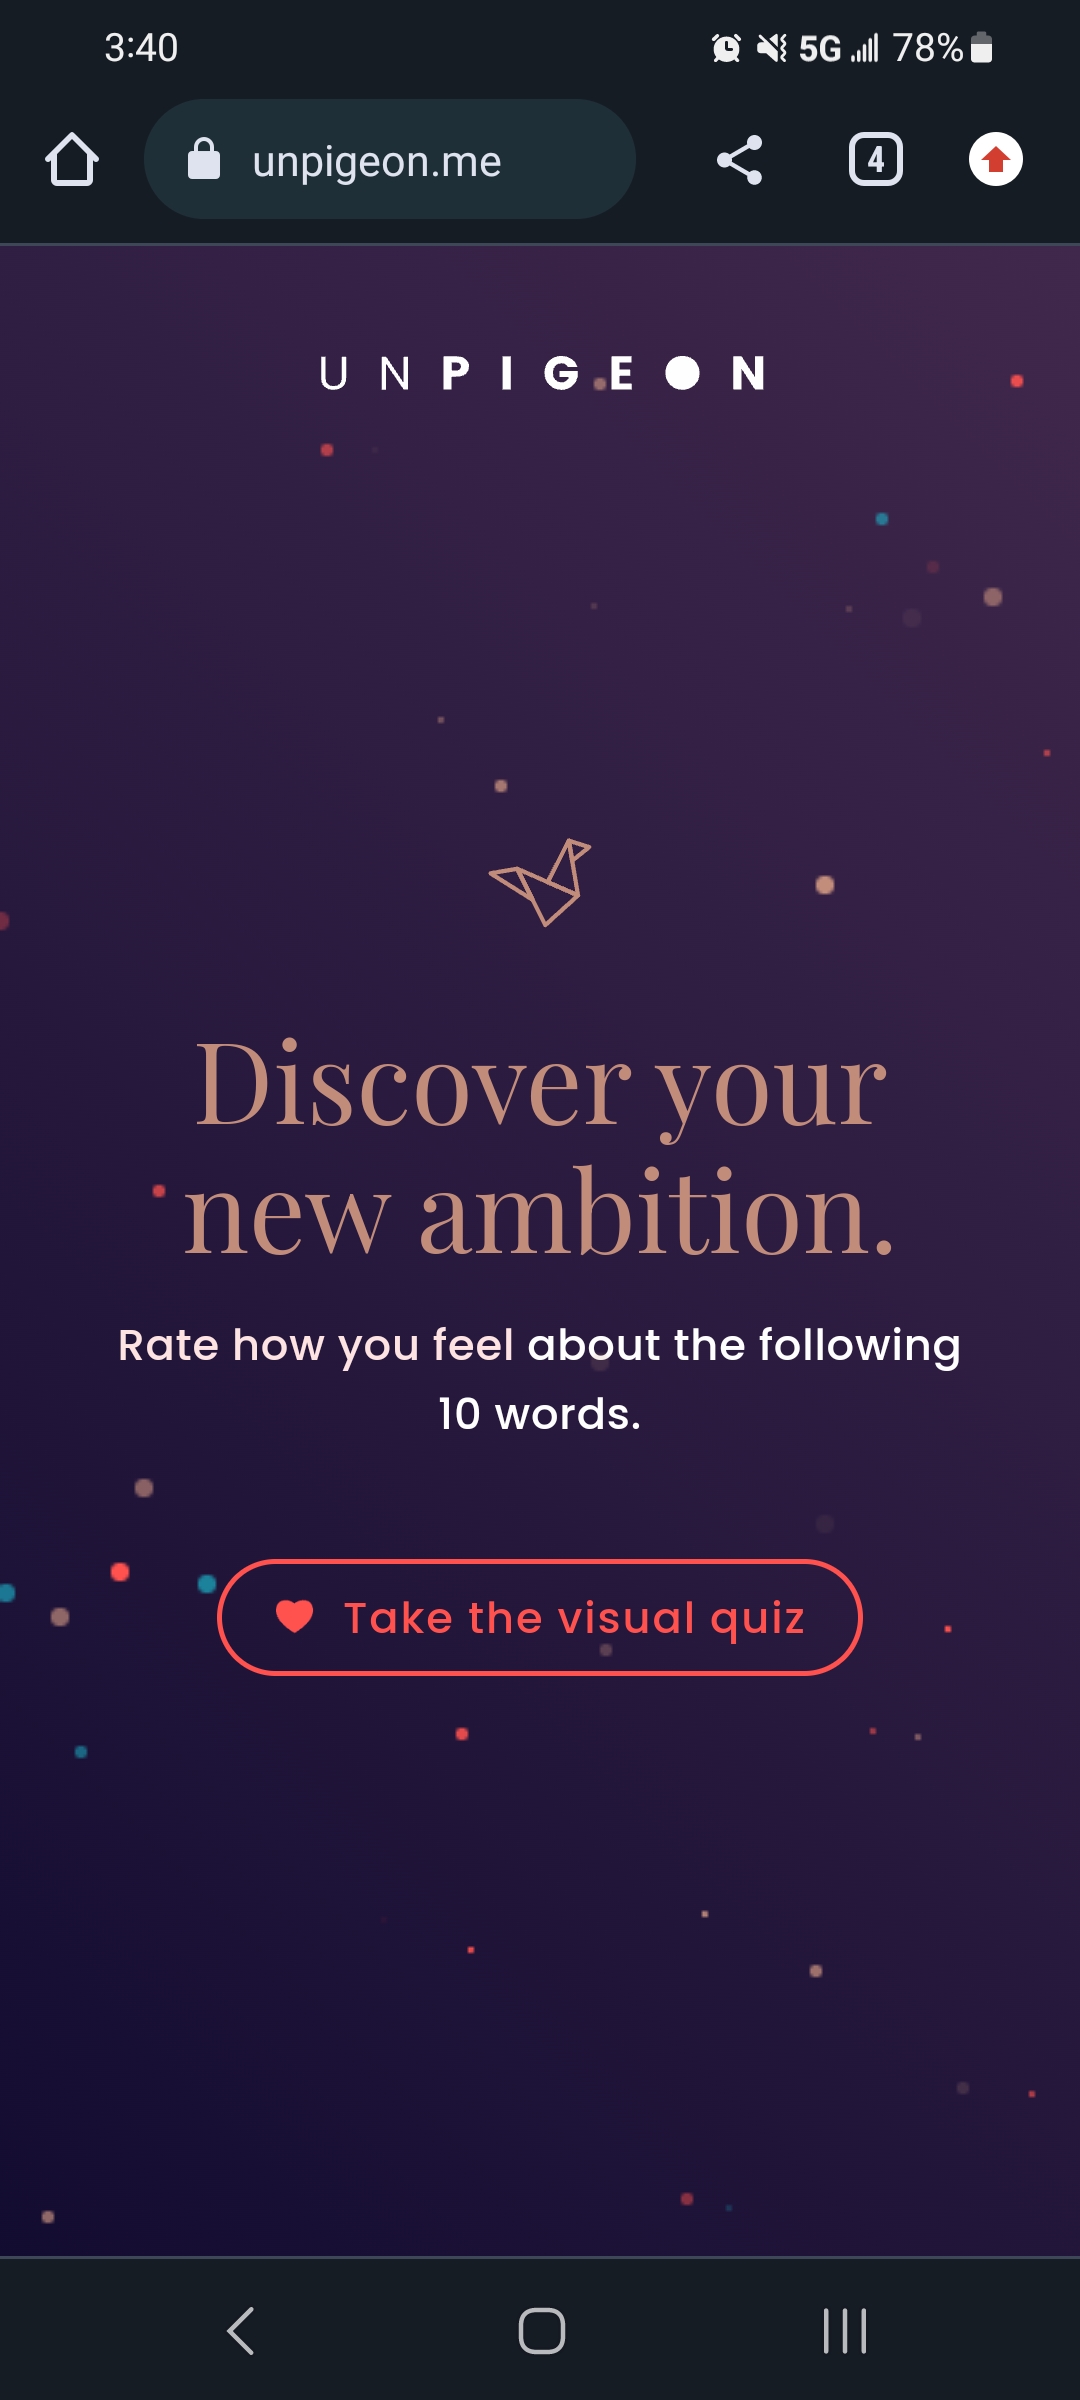 3:40
5G 78%
unpigeon.me
4
UNPIGEON
Discover your
new ambition.
Rate how you feel about the following
10 words.
Take the visual quiz